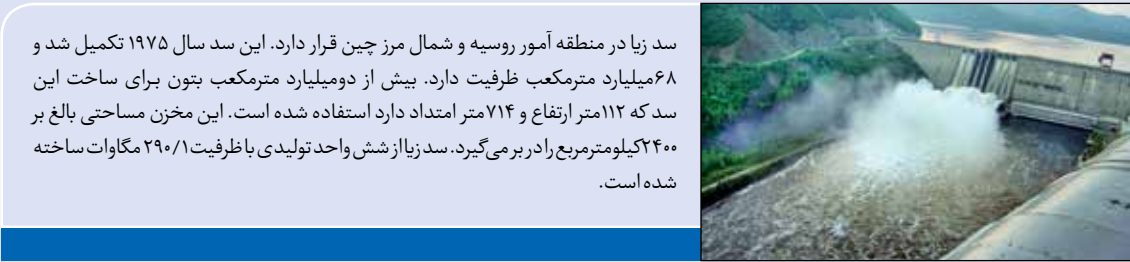 سد زیا در منطقه آمور روسیه و شمال مرز چین قرار دارد. این سد سال ۱۹۷۵ تکمیل شد و
۶۸میلیارد مترمکعب ظرفیت دارد. بیش از دومیلیارد مترمکعب بتون برای ساخت این
سد که ۱۱۲متر ارتفاع و ۷۱۴متر امتداد دارد استفاده شده است. این مخزن مساحتی بالغ بر
۲۴۰۰کیلومترمربع را در بر می‌گیرد. سد زیا از شش واحد تولیدی با ظرفیت ۲۹۰/۱ مگاوات ساخته
شده است.